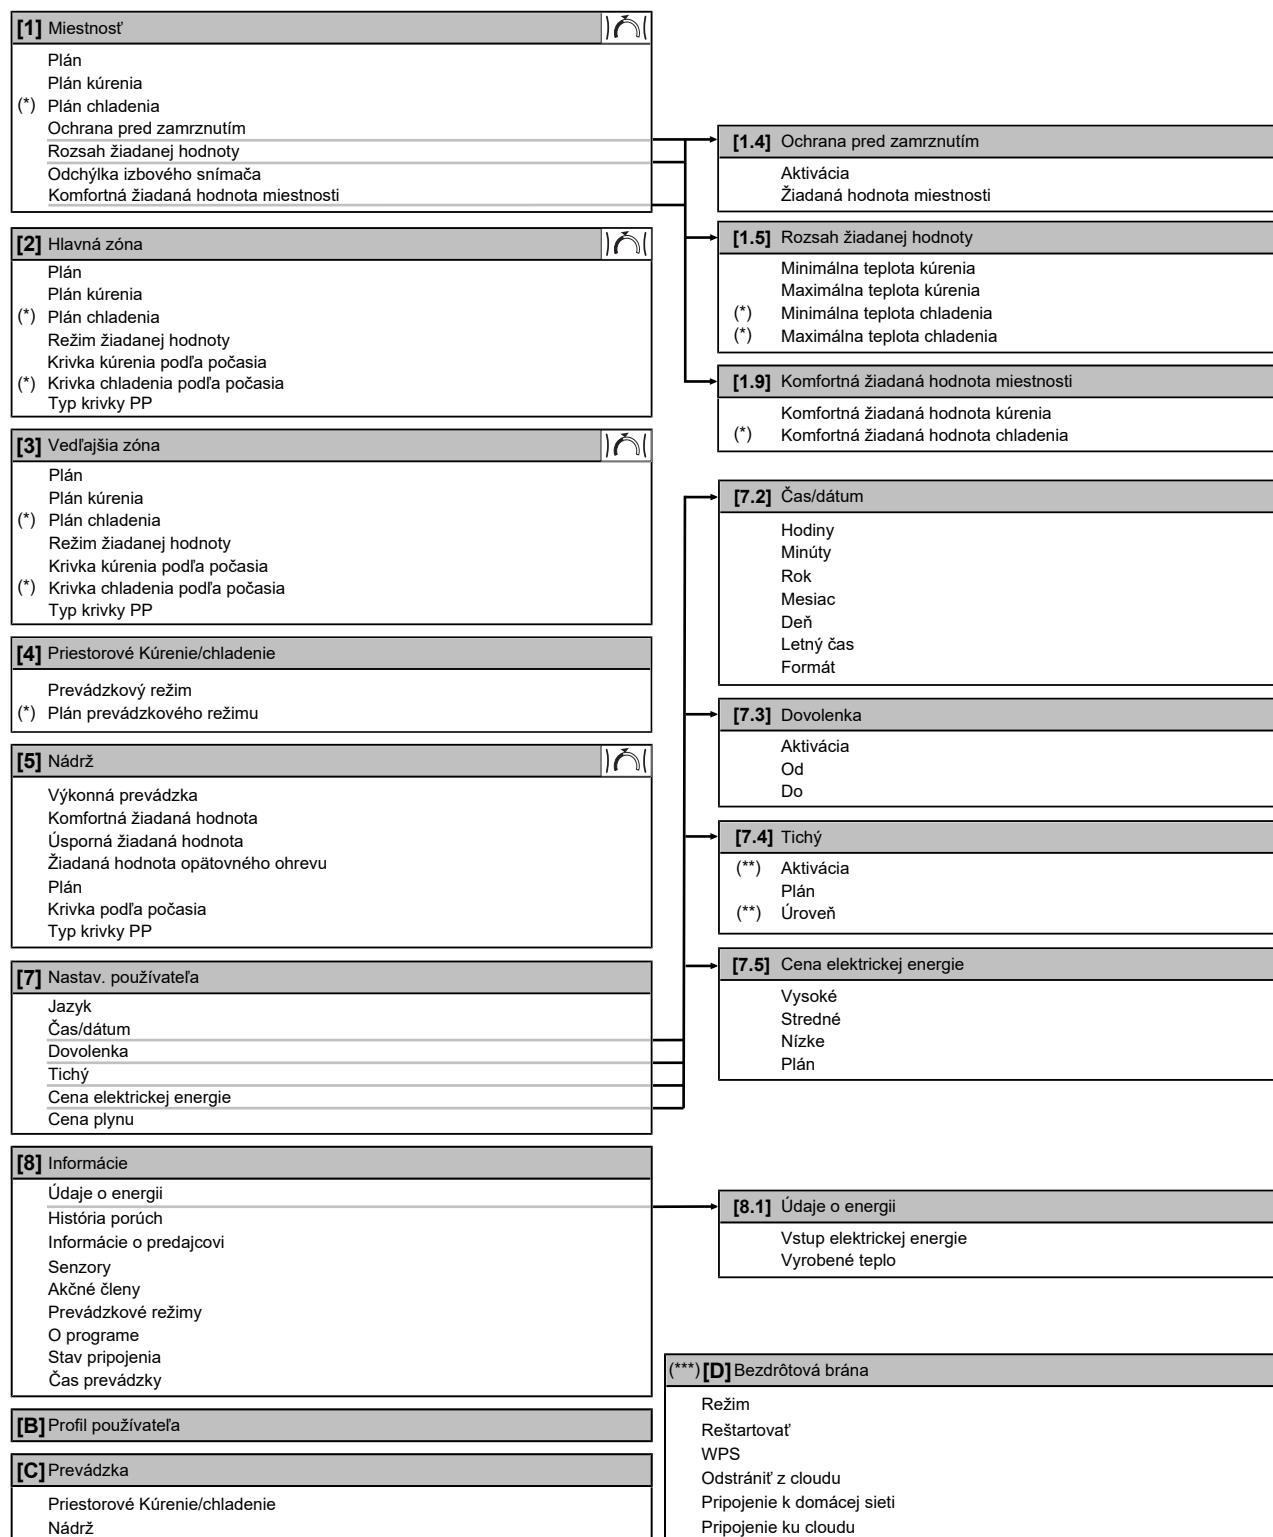 [1] Miestnosť
Plán
Plán kúrenia
(*) Plán chladenia
Ochrana pred zamrznutím
Rozsah žiadanej hodnoty
Odchýlka izbového snímača
Komfortná žiadaná hodnota miestnosti
[2] Hlavná zóna
Plán
Plán kúrenia
(*) Plán chladenia
Režim žiadanej hodnoty
Krivka kúrenia podľa počasia
(*) Krivka chladenia podľa počasia
Typ krivky PP
[3] Vedľajšia zóna
Plán
Plán kúrenia
(*) Plán chladenia
Režim žiadanej hodnoty
Krivka kúrenia podľa počasia
(*) Krivka chladenia podľa počasia
Typ krivky PP
[4] Priestorové Kúrenie/chladenie
Prevádzkový režim
(*) Plán prevádzkového režimu
[5] Nádrž
Výkonná prevádzka
Komfortná žiadaná hodnota
Úsporná žiadaná hodnota
Žiadaná hodnota opätovného ohrevu
Plán
Krivka podľa počasia
Typ krivky PP
[7] Nastav. používateľa
Jazyk
Čas/dátum
Dovolenka
Tichý
Cena elektrickej energie
Cena plynu
[8] Informácie
Údaje o energii
História porúch
Informácie o predajcovi
Senzory
Akčné členy
Prevádzkové režimy
O programe
Stav pripojenia
Čas prevádzky
[B] Profil používateľa
[C] Prevádzka
Priestorové Kúrenie/chladenie
Nádrž
[1.4] Ochrana pred zamrznutím
Aktivácia
Žiadaná hodnota miestnosti
[1.5] Rozsah žiadanej hodnoty
Minimálna teplota kúrenia
Maximálna teplota kúrenia
(*) Minimálna teplota chladenia
(*) Maximálna teplota chladenia
[1.9] Komfortná žiadaná hodnota miestnosti
Komfortná žiadaná hodnota kúrenia
(*) Komfortná žiadaná hodnota chladenia
[7.2] Čas/dátum
Hodiny
Minúty
Rok
Mesiac
Deň
Letný čas
Formát
[7.3] Dovolenka
Aktivácia
Od
Do
[7.4] Tichý
(**) Aktivácia
Plán
(**) Úroveň
[7.5] Cena elektrickej energie
Vysoké
Stredné
Nízke
Plán
[8.1] Údaje o energii
Vstup elektrickej energie
Vyrobené teplo
(***) [D] Bezdrôtová brána
Režim
Reštartovať
WPS
Odstrániť z cloudu
Pripojenie k domácej sieti
Pripojenie ku cloudu